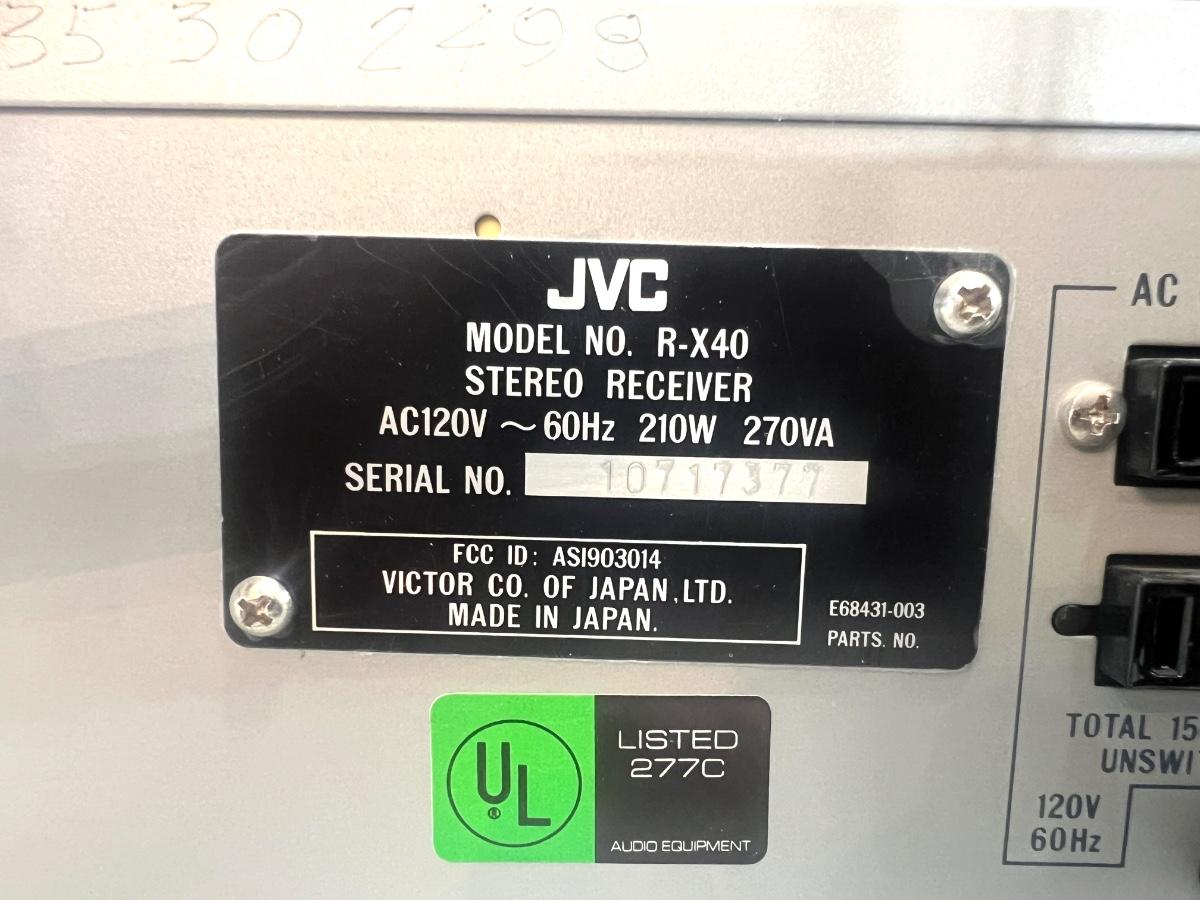 35 30 2498
JVC
MODEL NO. R-X40
STEREO RECEIVER
AC120V ~ 60Hz 210W 270VA
SERIAL NO. 10717377
FCC ID: ASI903014
VICTOR CO. OF JAPAN, LTD.
MADE IN JAPAN.
E68431-003
PARTS. NO.
UL®
LISTED
277C
AUDIO EQUIPMENT
AC
TOTAL 15
UNSWI
120V
60Hz